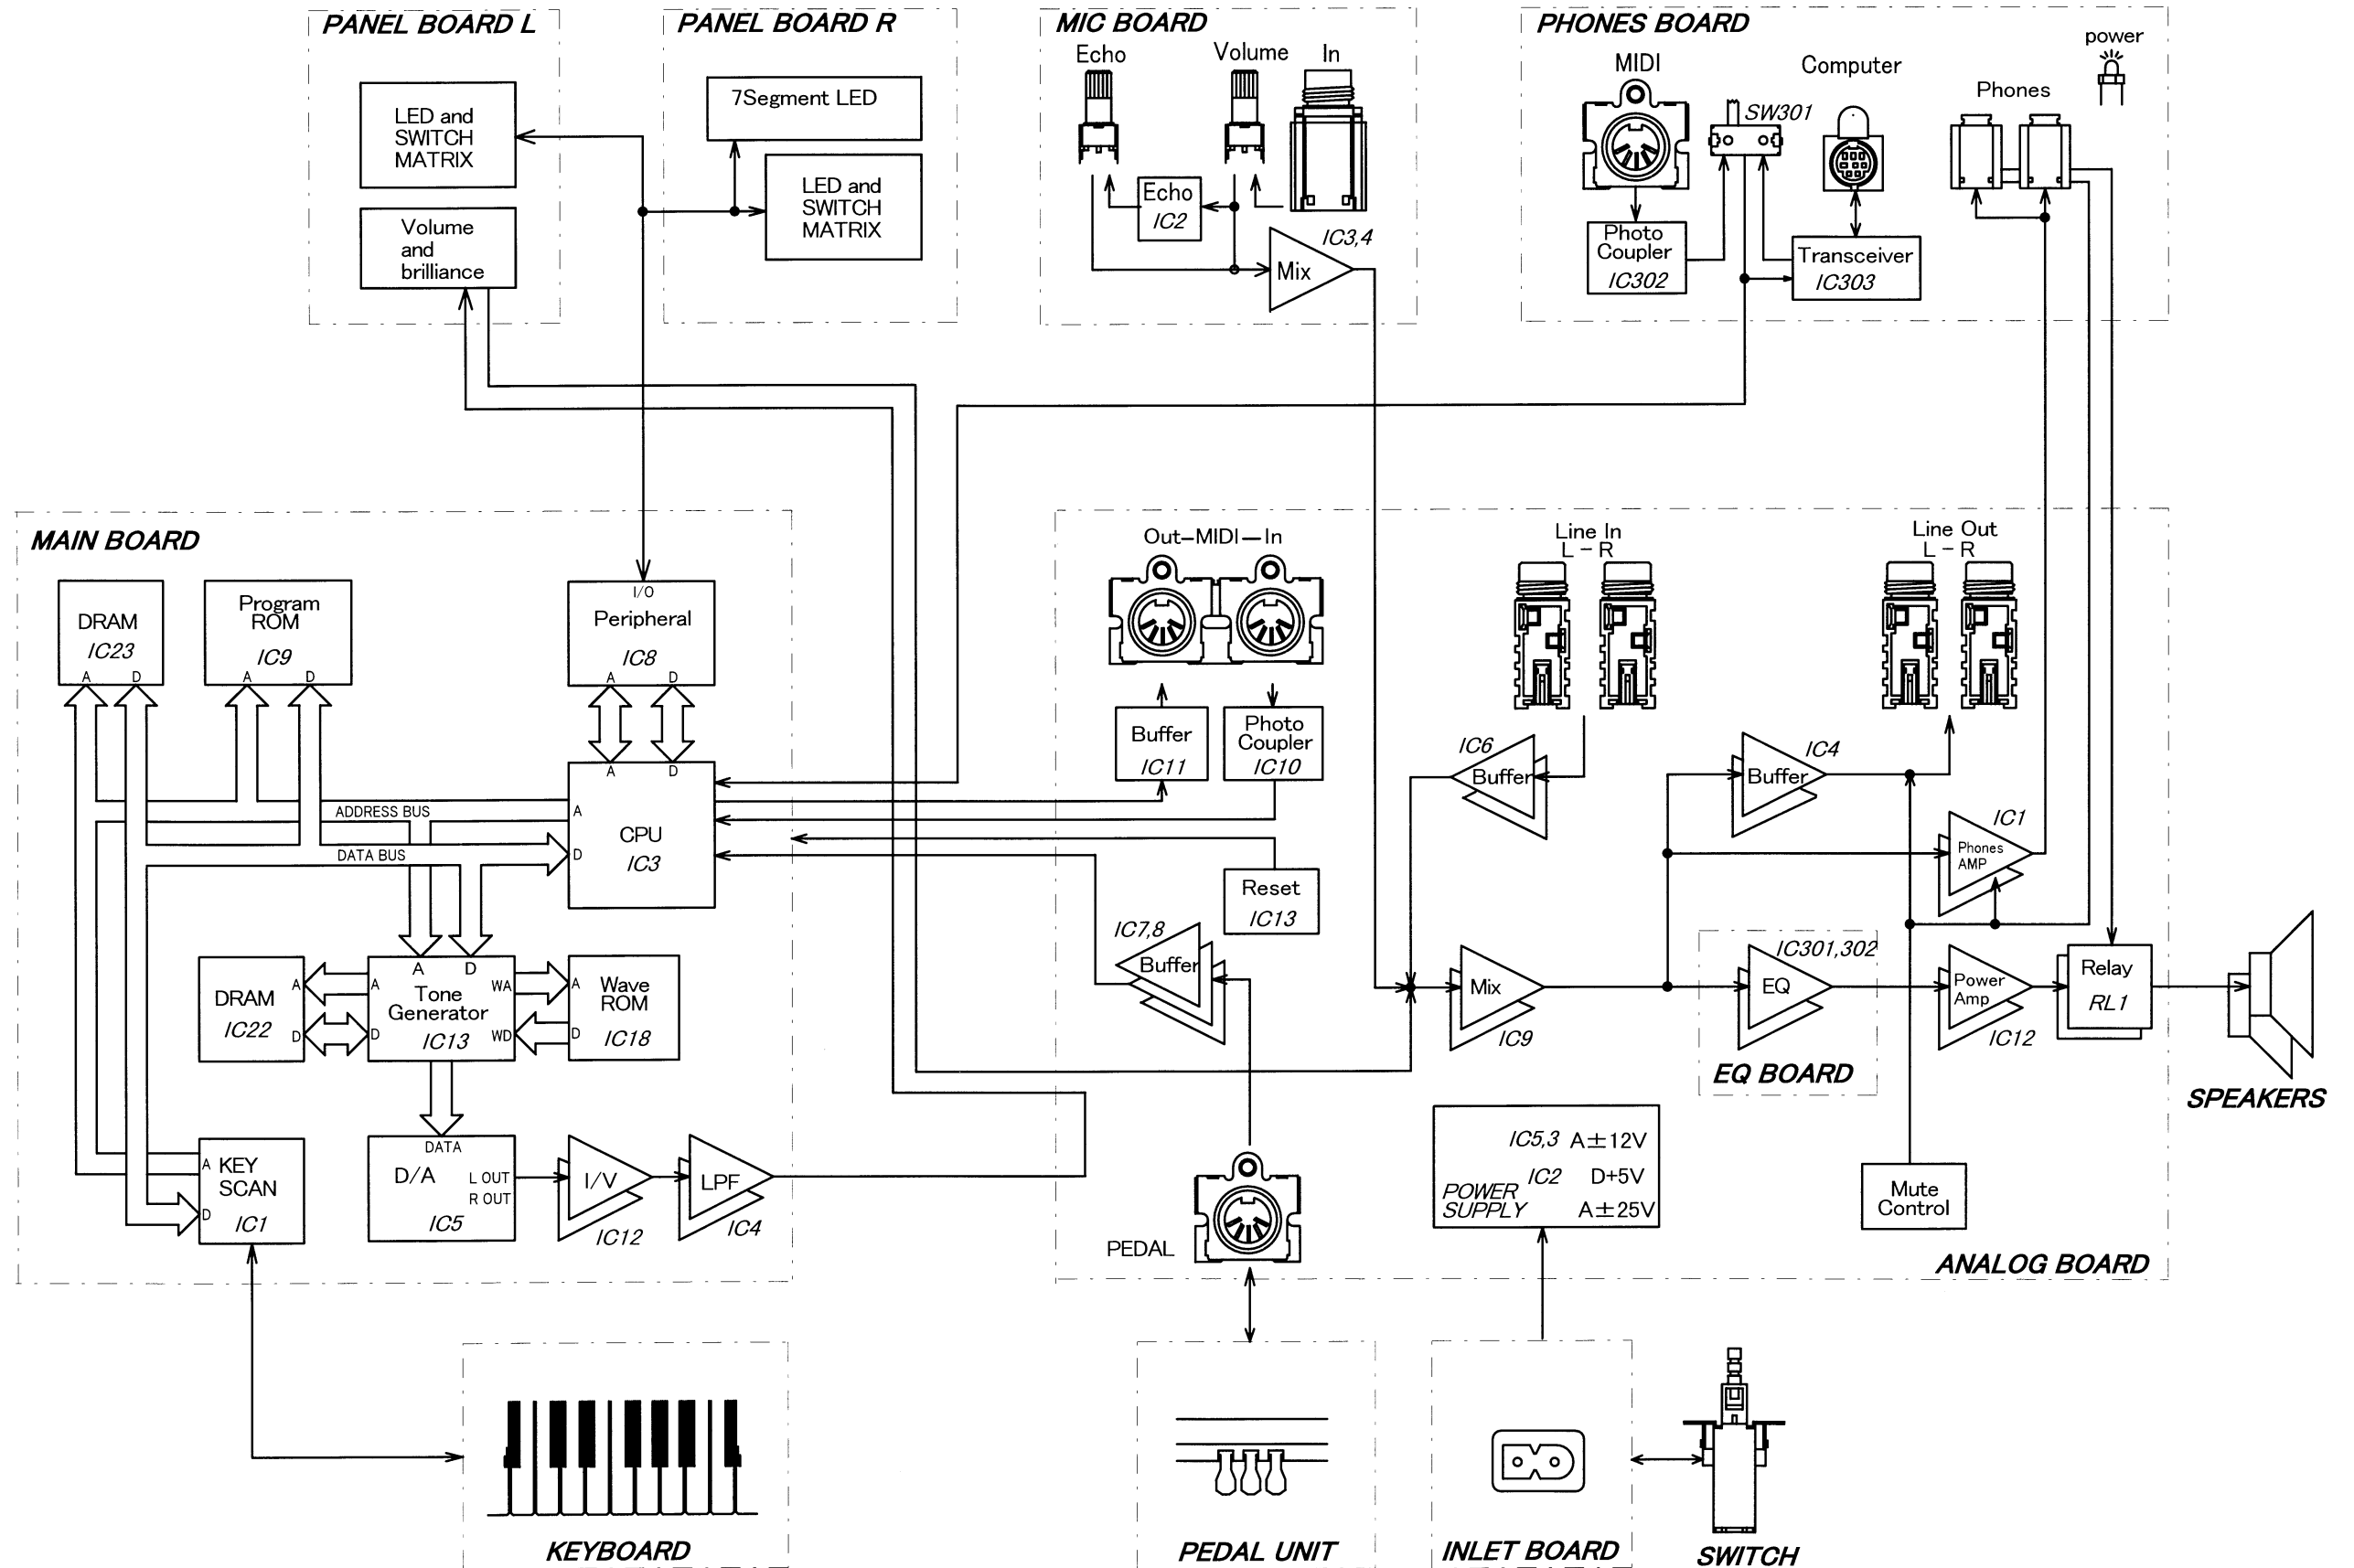 PANEL BOARD L
LED and
SWITCH
MATRIX
Volume
and
brilliance
PANEL BOARD R
7Segment LED
LED and
SWITCH
MATRIX
MIC BOARD
Echo
Volume
In
Echo
IC2
IC3,4
Mix
PHONES BOARD
MIDI
SW301
Computer
Phones
power
Photo
Coupler
IC302
Transceiver
IC303
MAIN BOARD
DRAM
IC23
A D
Program
ROM
IC9
A D
I/O
Peripheral
IC8
A D
A D
ADDRESS BUS
A
CPU
DATA BUS
D
IC3
DRAM
IC22
A
D
A D
A
Tone
Generator
D
IC13
WA
WD
Wave
ROM
IC18
A
D
A
KEY
SCAN
D
IC1
DATA
D/A
L OUT
R OUT
IC5
I/V
IC12
LPF
IC4
Out-MIDI-In
Buffer
IC11
Photo
Coupler
IC10
Reset
IC13
IC7,8
Buffer
PEDAL
Line In
L - R
IC6
Buffer
Mix
IC9
Line Out
L - R
IC4
Buffer
IC1
Phones
AMP
IC301,302
EQ
EQ BOARD
Power
Amp
IC12
Relay
RL1
SPEAKERS
IC5,3 A±12V
IC2 D+5V
POWER
SUPPLY A±25V
Mute
Control
ANALOG BOARD
KEYBOARD
PEDAL UNIT
INLET BOARD
SWITCH